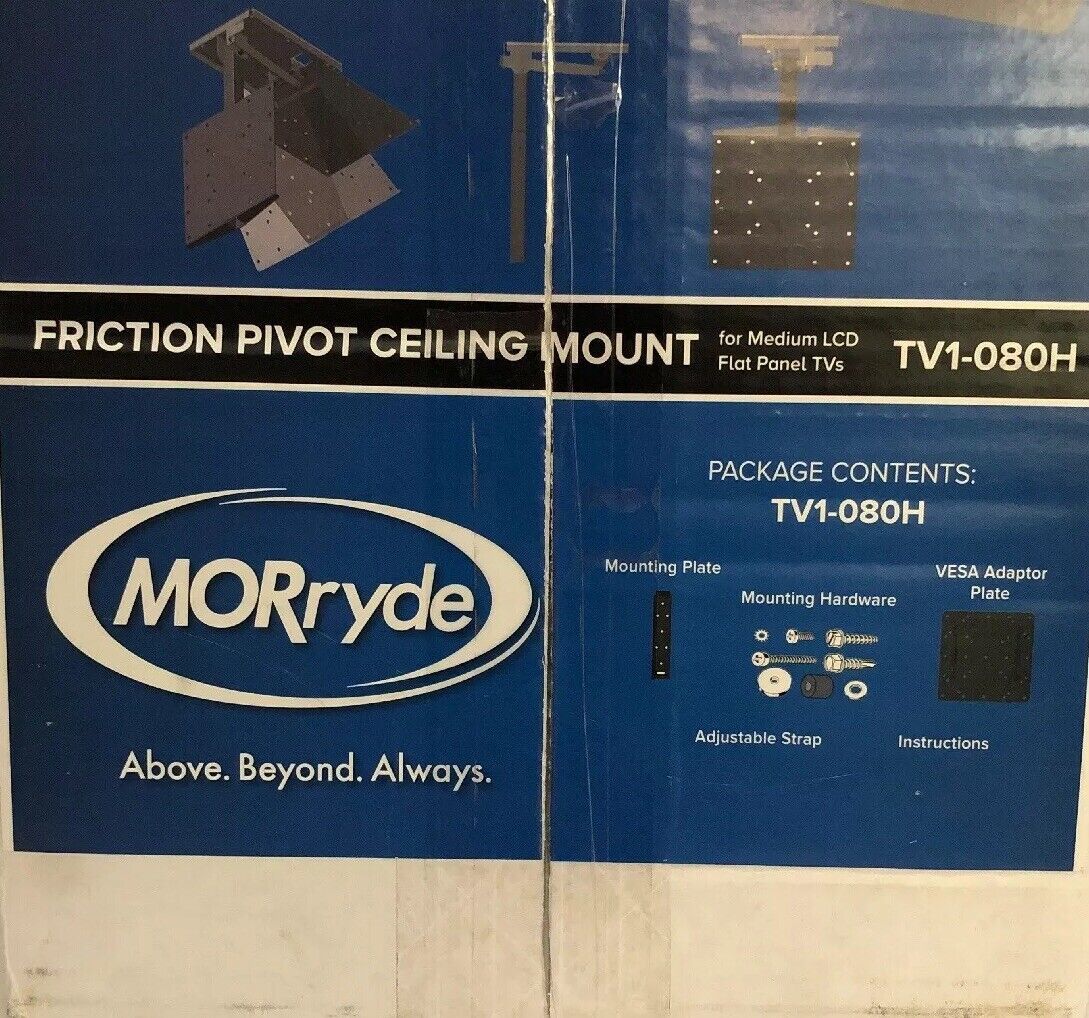 FRICTION PIVOT CEILING MOUNT
for Medium LCD
Flat Panel TVs
TV1-080H
MORryde
Above. Beyond. Always.
PACKAGE CONTENTS:
TV1-080H
Mounting Plate
Mounting Hardware
VESA Adaptor
Plate
Adjustable Strap
Instructions